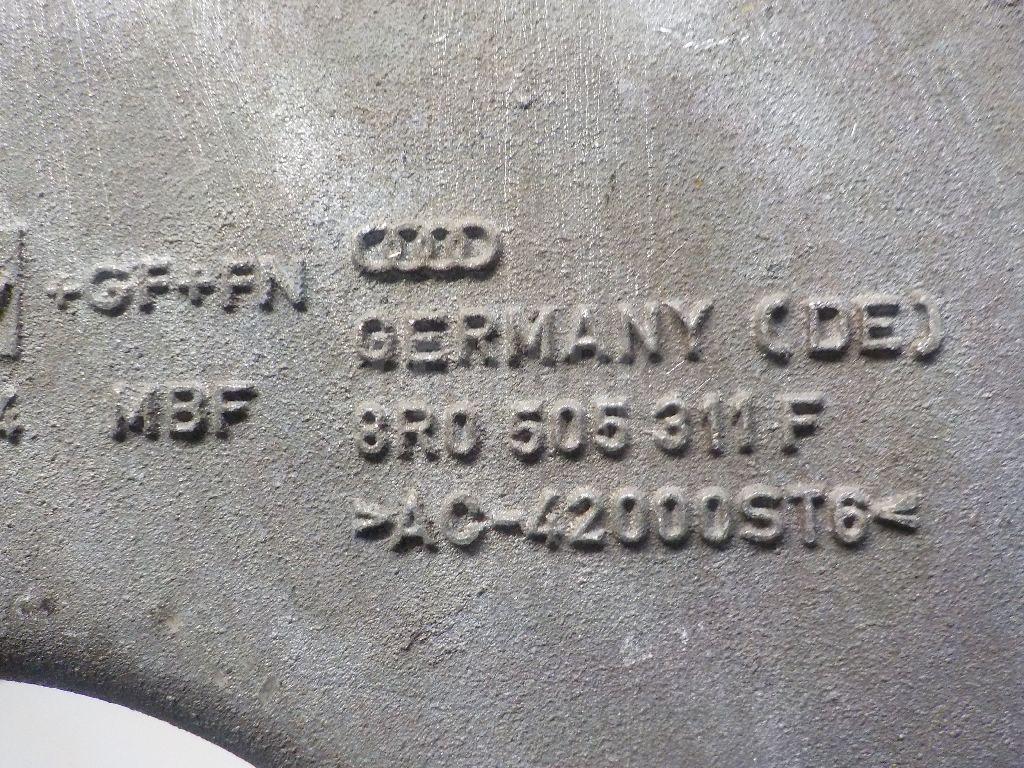 +GF+FN
MBF
GERMANY (DE)
8R0 505 311 F
>AC-42000ST6<